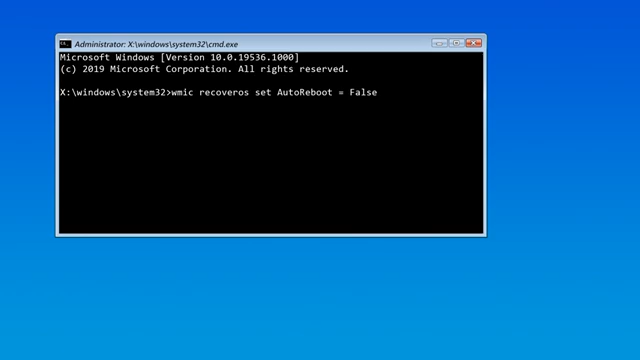 Administrator: X:\windows\system32\cmd.exe
Microsoft Windows [Version 10.0.19536.1000]
(c) 2019 Microsoft Corporation. All rights reserved.
X:\windows\system32>wmic recoveros set AutoReboot = False